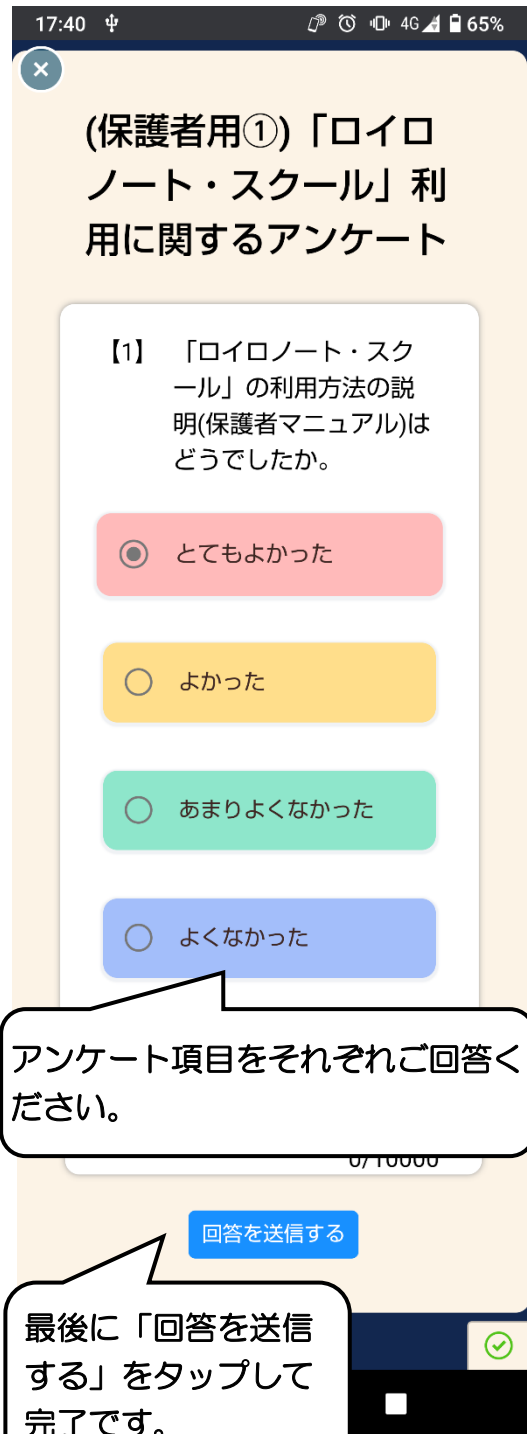 17:40
4G 65%
(保護者用①)「ロイロ
ノート・スクール」利
用に関するアンケート
【1】 「ロイロノート・スク
ール」の利用方法の説
明(保護者マニュアル)は
どうでしたか。
とてもよかった
よかった
あまりよくなかった
よくなかった
アンケート項目をそれぞれご回答く
ださい。
0/10000
回答を送信する
最後に「回答を送信
する」をタップして
完了です。